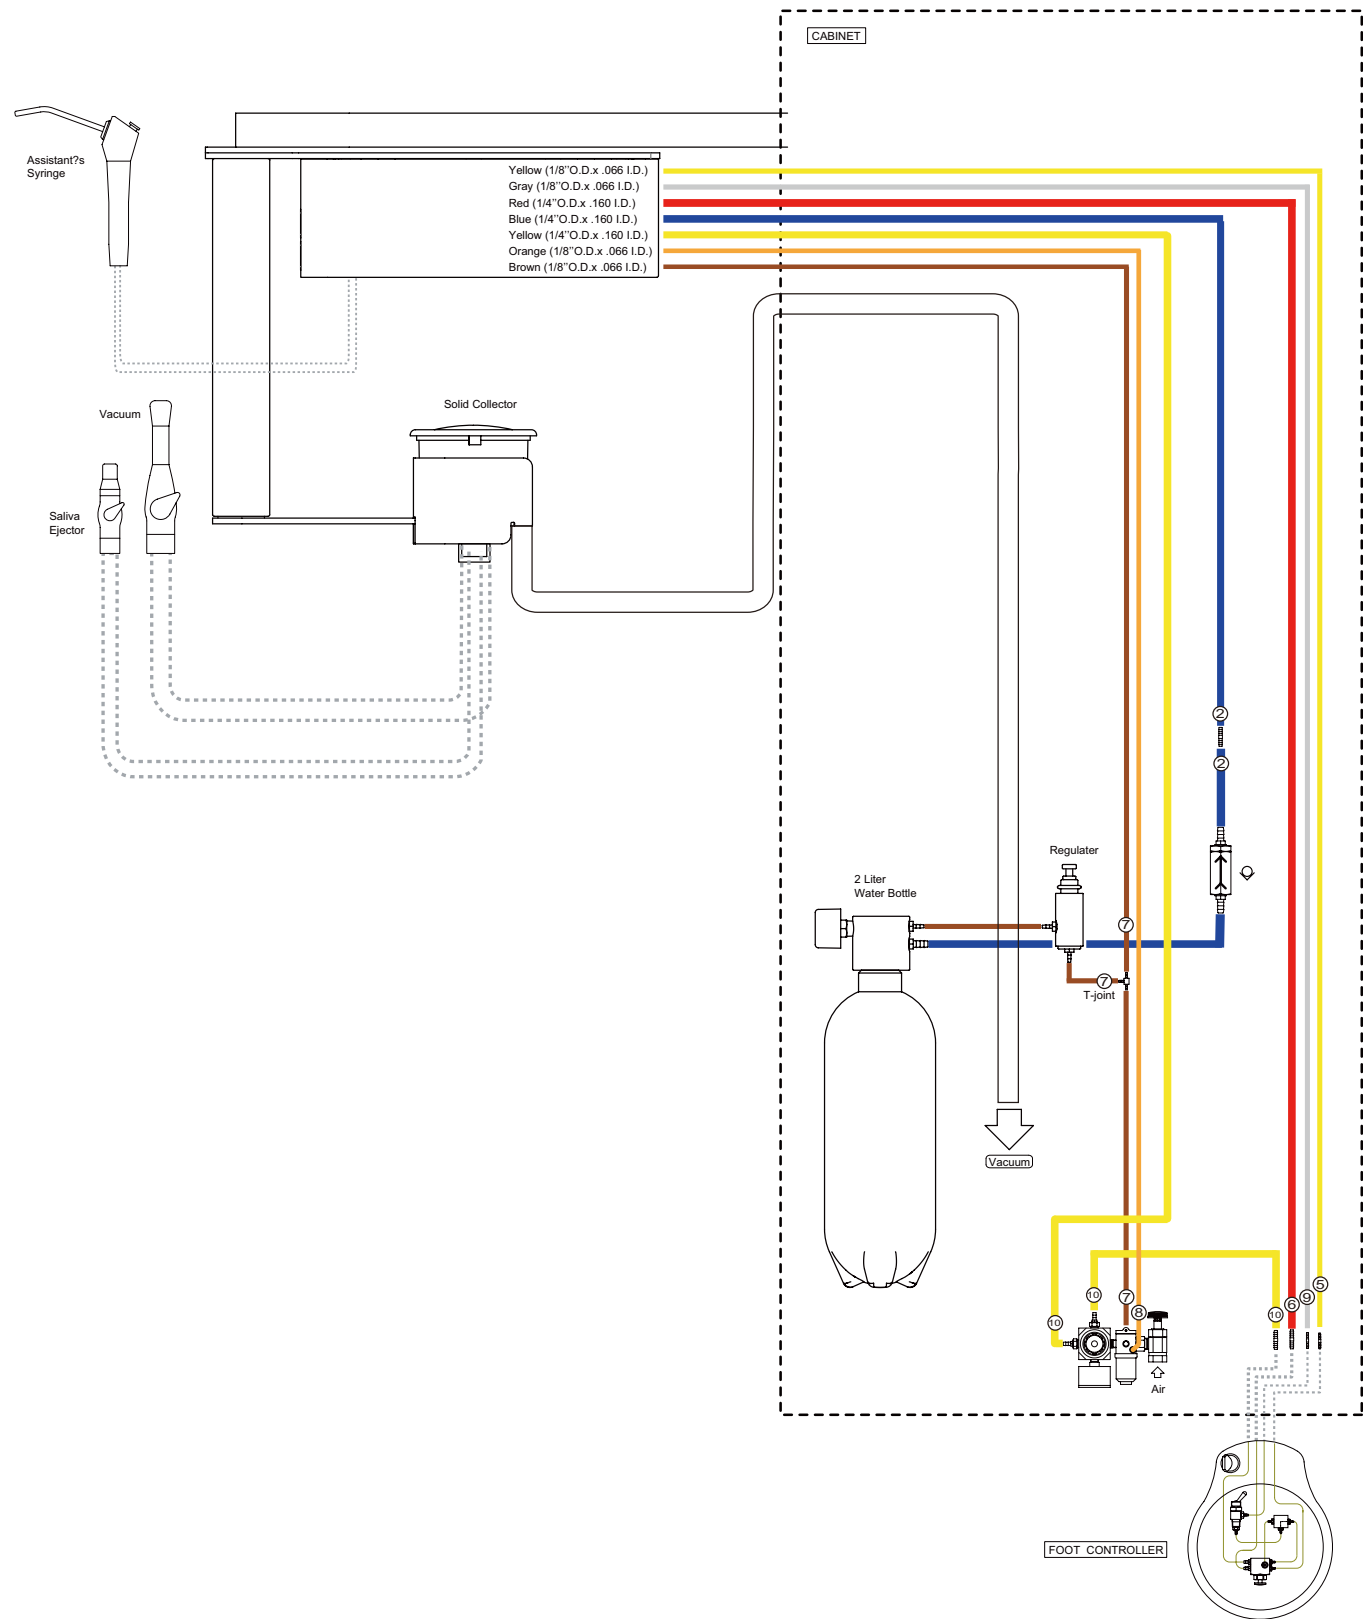 CABINET
Assistant?s
Syringe
Yellow (1/8"O.D.x .066 I.D.)
Gray (1/8"O.D.x .066 I.D.)
Red (1/4"O.D.x .160 I.D.)
Blue (1/4"O.D.x .160 I.D.)
Yellow (1/4"O.D.x .160 I.D.)
Orange (1/8"O.D.x .066 I.D.)
Brown (1/8"O.D.x .066 I.D.)
Solid Collector
Vacuum
Saliva
Ejector
2
2
Regulater
2 Liter
Water Bottle
7
7
T-joint
Vacuum
5
10
7
6
9
8
10
10
Air
FOOT CONTROLLER